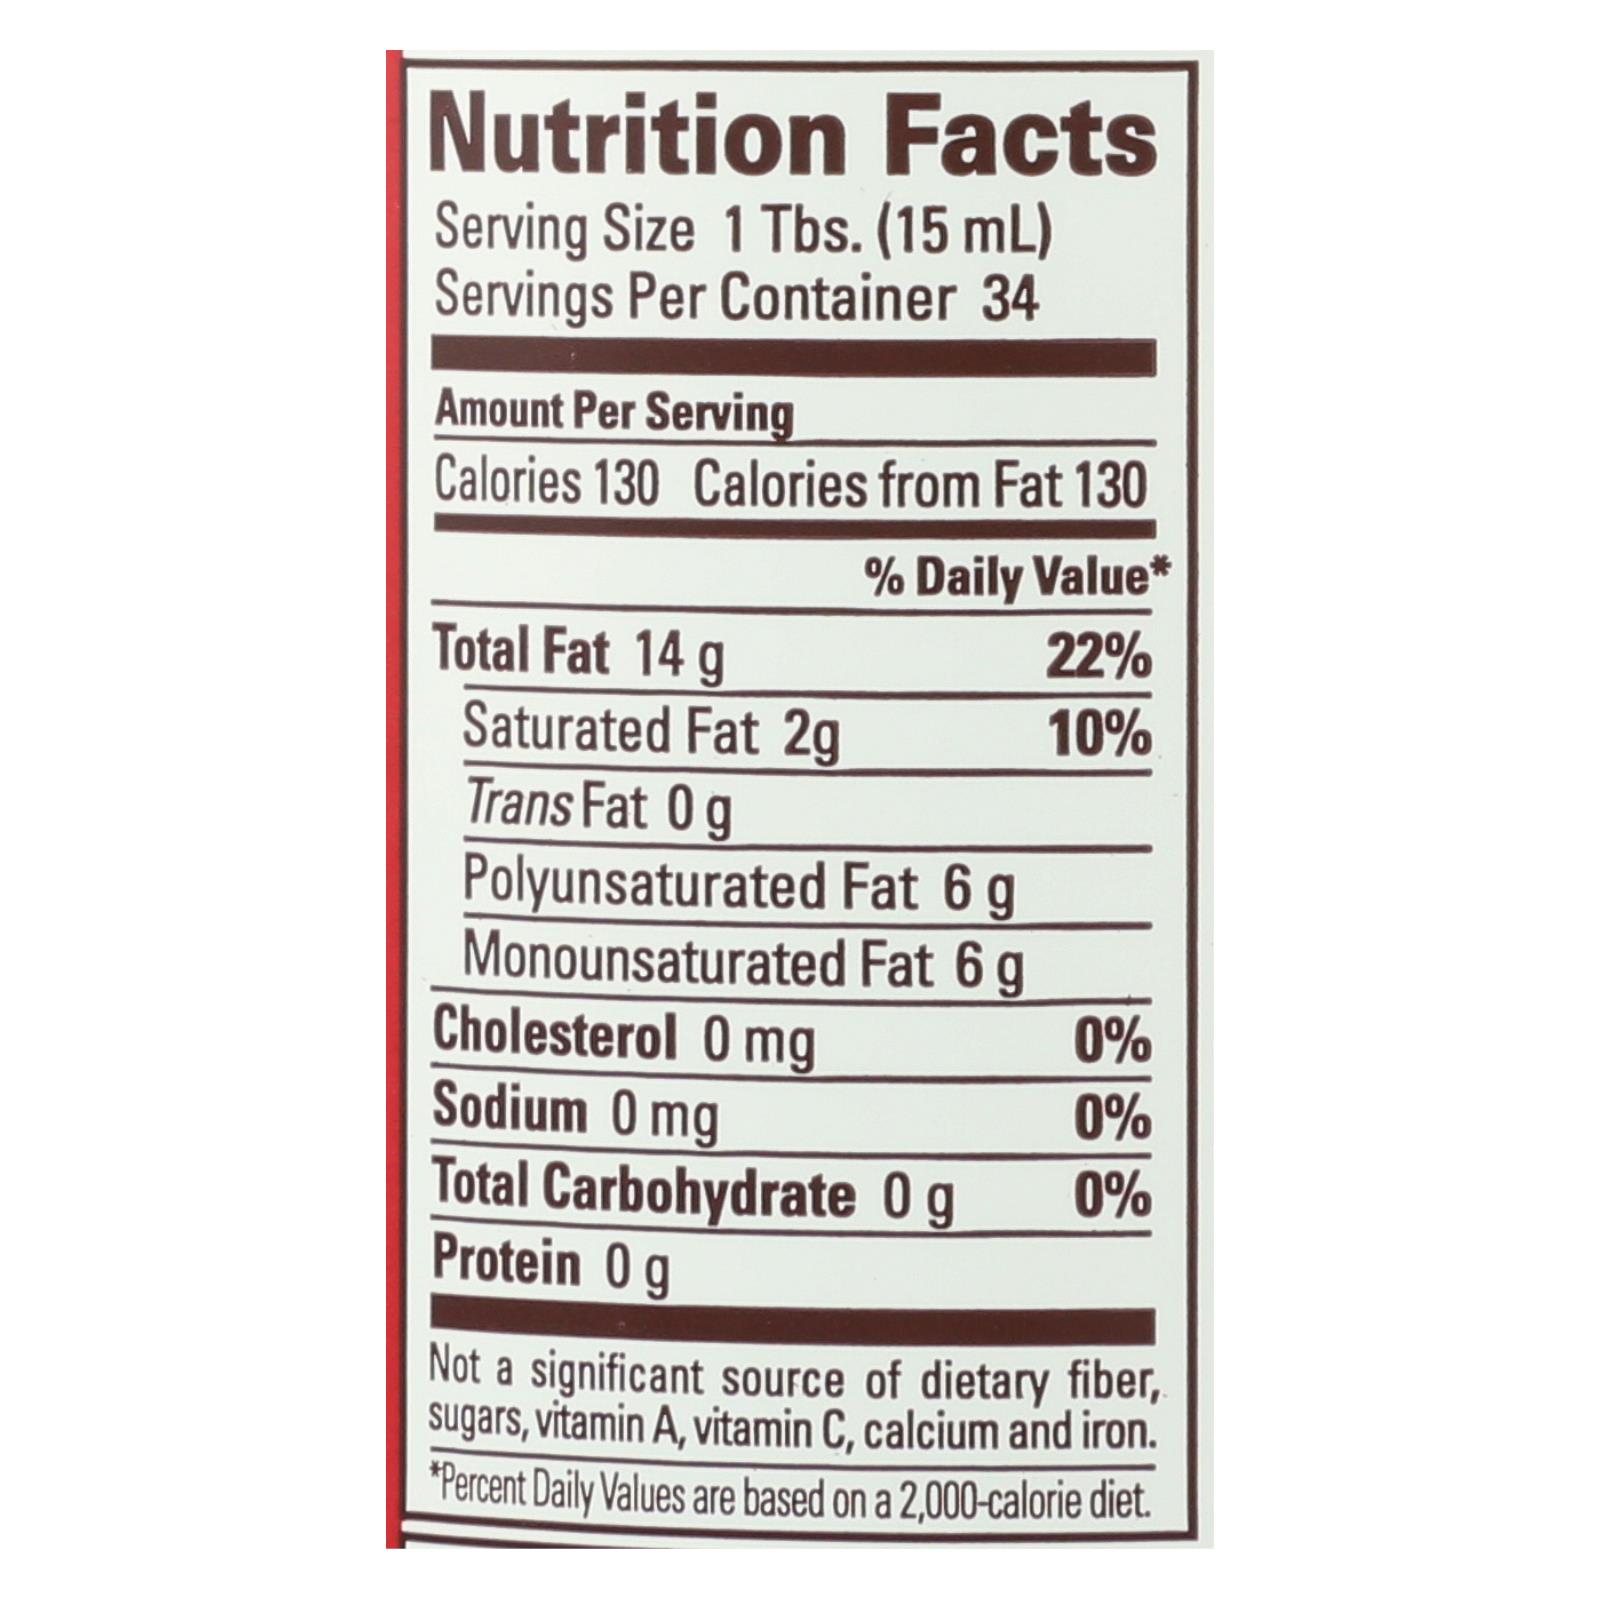 Nutrition Facts
Serving Size 1 Tbs. (15 mL)
Servings Per Container 34
Amount Per Serving
Calories 130 Calories from Fat 130
% Daily Value*
Total Fat 14 g 22%
Saturated Fat 2g 10%
Trans Fat 0 g
Polyunsaturated Fat 6 g
Monounsaturated Fat 6 g
Cholesterol 0 mg 0%
Sodium 0 mg 0%
Total Carbohydrate 0 g 0%
Protein 0 g
Not a significant source of dietary fiber,
sugars, vitamin A, vitamin C, calcium and iron.
*Percent Daily Values are based on a 2,000-calorie diet.